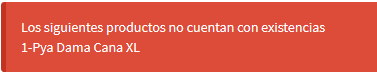 Los siguientes productos no cuentan con existencias
1-Pya Dama Cana XL